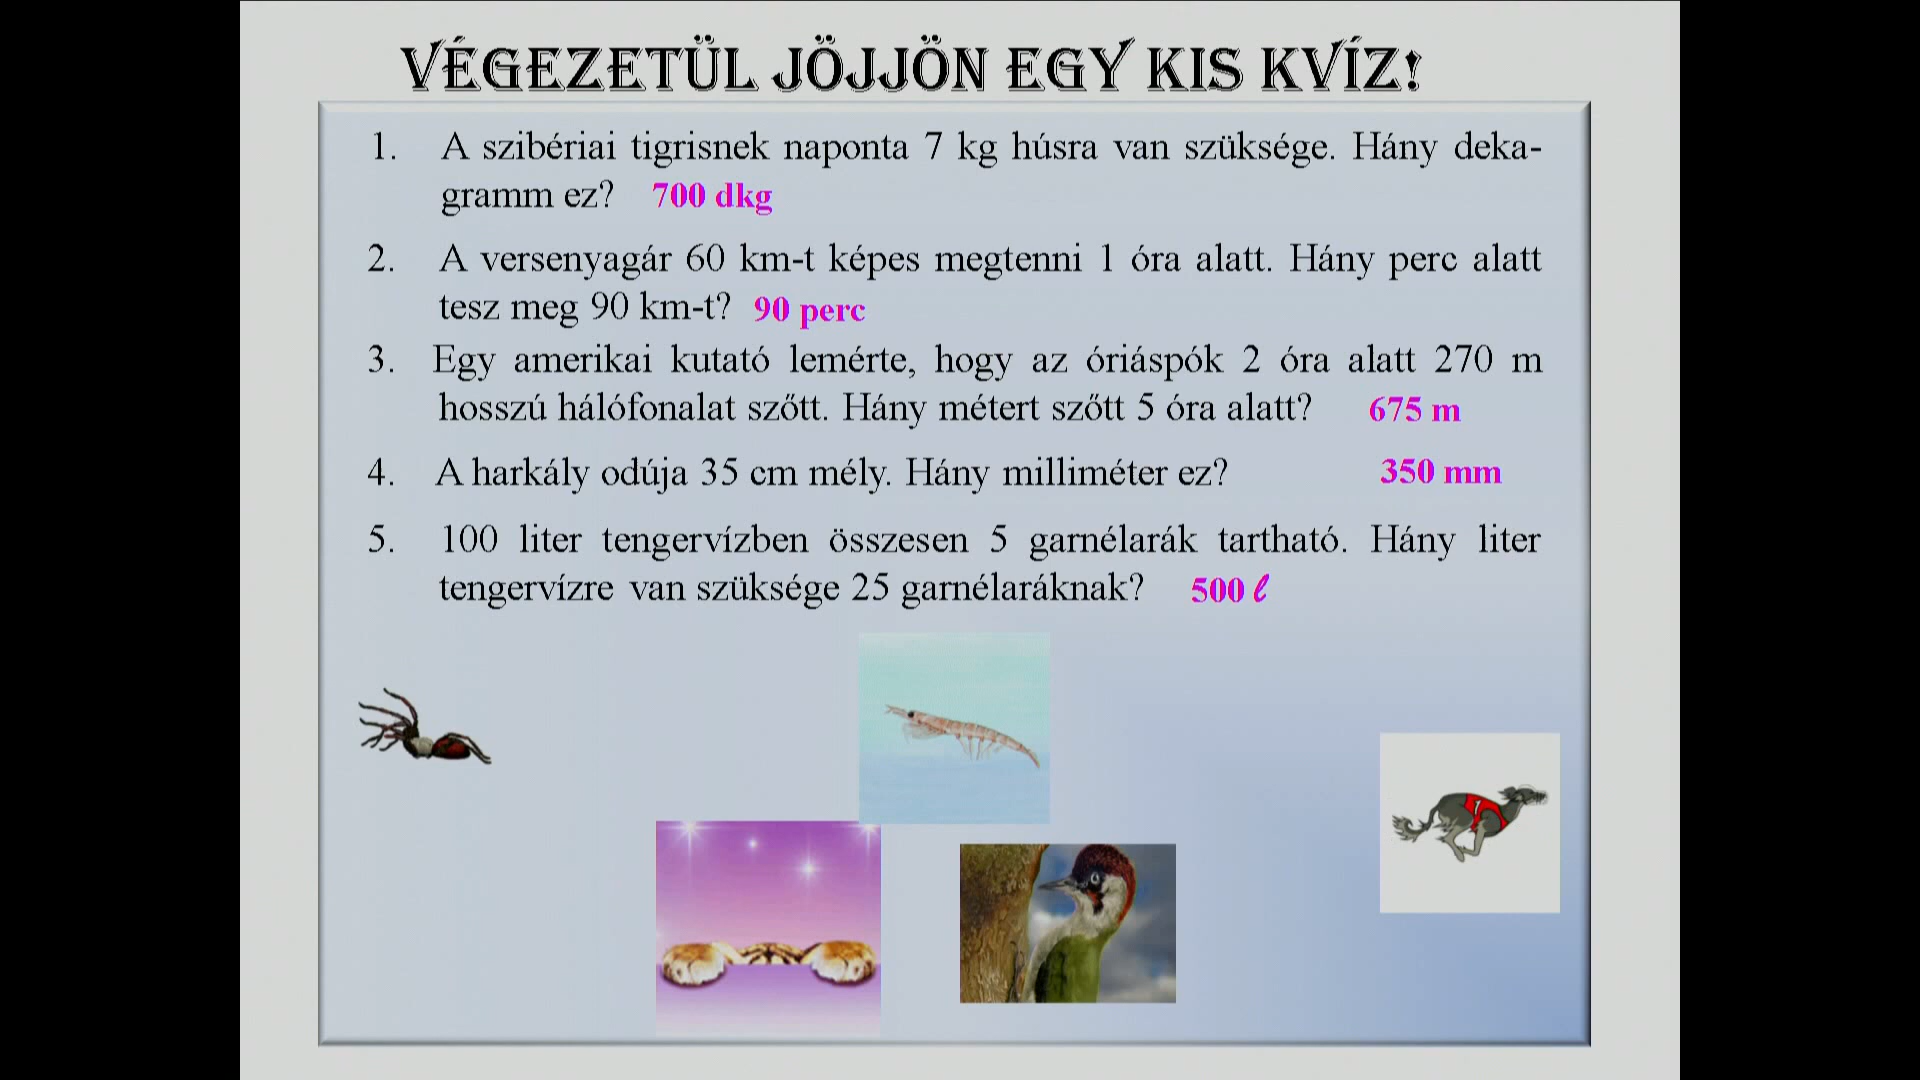 VÉGEZETÜL JÖJJÖN EGY KIS KVÍZ!
1. A szibériai tigrisnek naponta 7 kg húsra van szüksége. Hány deka-
gramm ez? 700 dkg
2. A versenyagár 60 km-t képes megtenni 1 óra alatt. Hány perc alatt
tesz meg 90 km-t? 90 perc
3. Egy amerikai kutató lemérte, hogy az óriáspók 2 óra alatt 270 m
hosszú hálófonalat szőtt. Hány métert szőtt 5 óra alatt? 675 m
4. A harkály odúja 35 cm mély. Hány milliméter ez? 350 mm
5. 100 liter tengervízben összesen 5 garnélarák tartható. Hány liter
tengervízre van szüksége 25 garnélaráknak? 500 ℓ
1